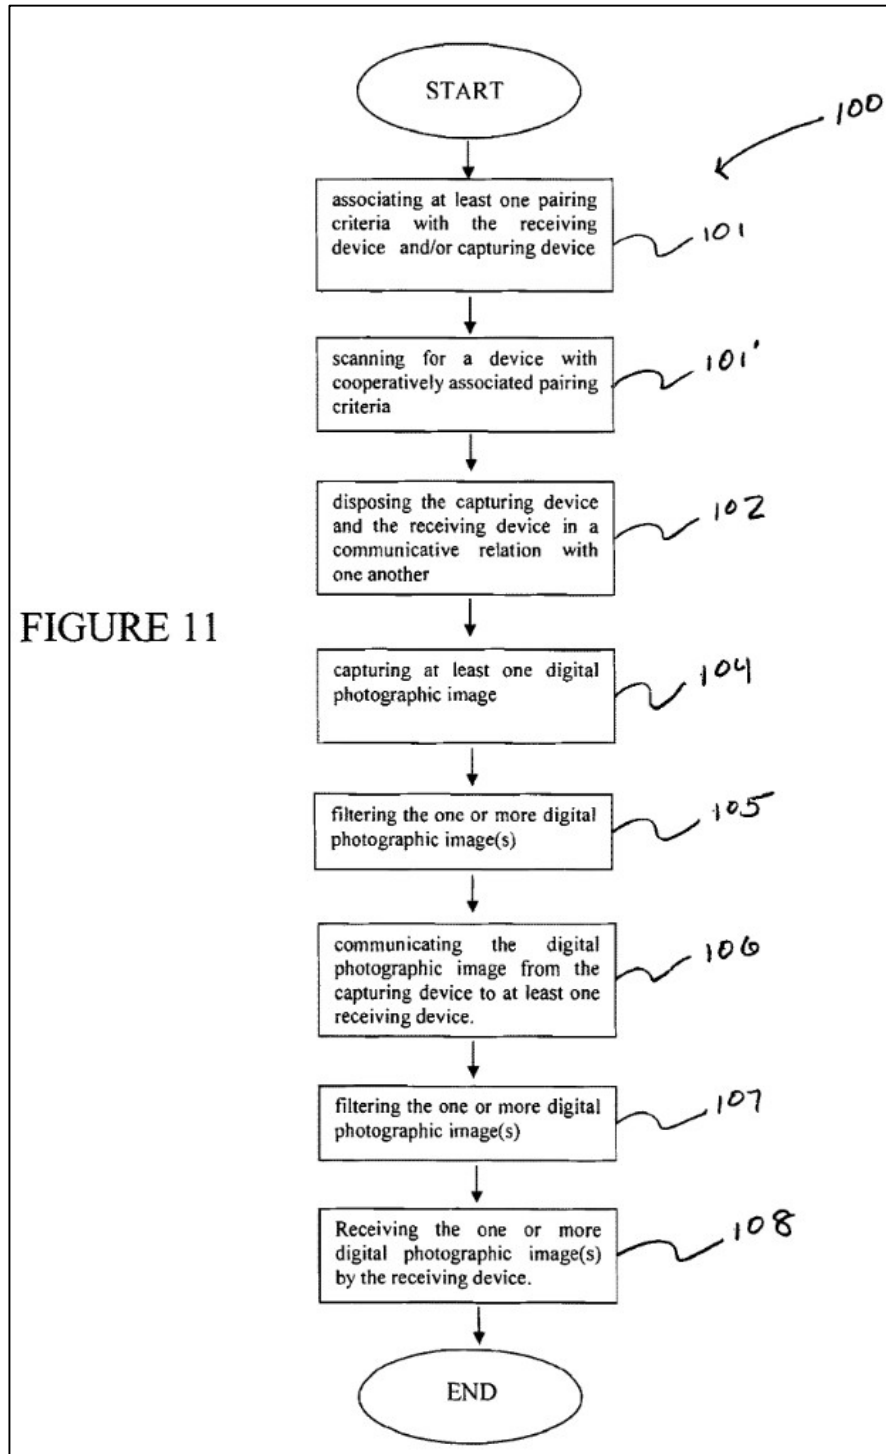 START
100
associating at least one pairing
criteria with the receiving
device and/or capturing device
101
scanning for a device with
cooperatively associated pairing
criteria
101'
disposing the capturing device
and the receiving device in a
communicative relation with
one another
102
FIGURE 11
capturing at least one digital
photographic image
104
filtering the one or more digital
photographic image(s)
105
communicating the digital
photographic image from the
capturing device to at least one
receiving device.
106
filtering the one or more digital
photographic image(s)
107
Receiving the one or more
digital photographic image(s)
by the receiving device.
108
END